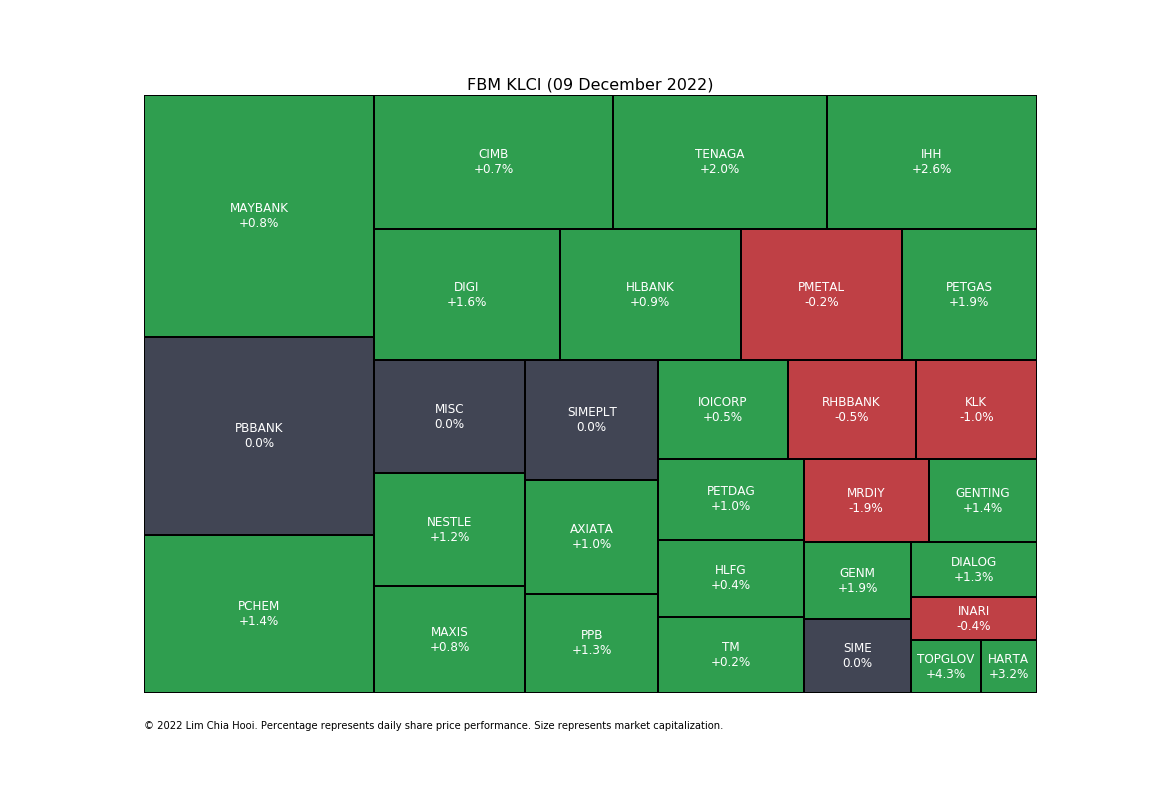 FBM KLCI (09 December 2022)
MAYBANK
+0.8%
CIMB
+0.7%
TENAGA
+2.0%
IHH
+2.6%
DIGI
+1.6%
HLBANK
+0.9%
PMETAL
-0.2%
PETGAS
+1.9%
PBBANK
0.0%
MISC
0.0%
SIMEPLT
0.0%
IOICORP
+0.5%
RHBBANK
-0.5%
KLK
-1.0%
PETDAG
+1.0%
MRDIY
-1.9%
GENTING
+1.4%
NESTLE
+1.2%
AXIATA
+1.0%
HLFG
+0.4%
GENM
+1.9%
DIALOG
+1.3%
INARI
-0.4%
PCHEM
+1.4%
MAXIS
+0.8%
PPB
+1.3%
TM
+0.2%
SIME
0.0%
TOPGLOV
+4.3%
HARTA
+3.2%
© 2022 Lim Chia Hooi. Percentage represents daily share price performance. Size represents market capitalization.